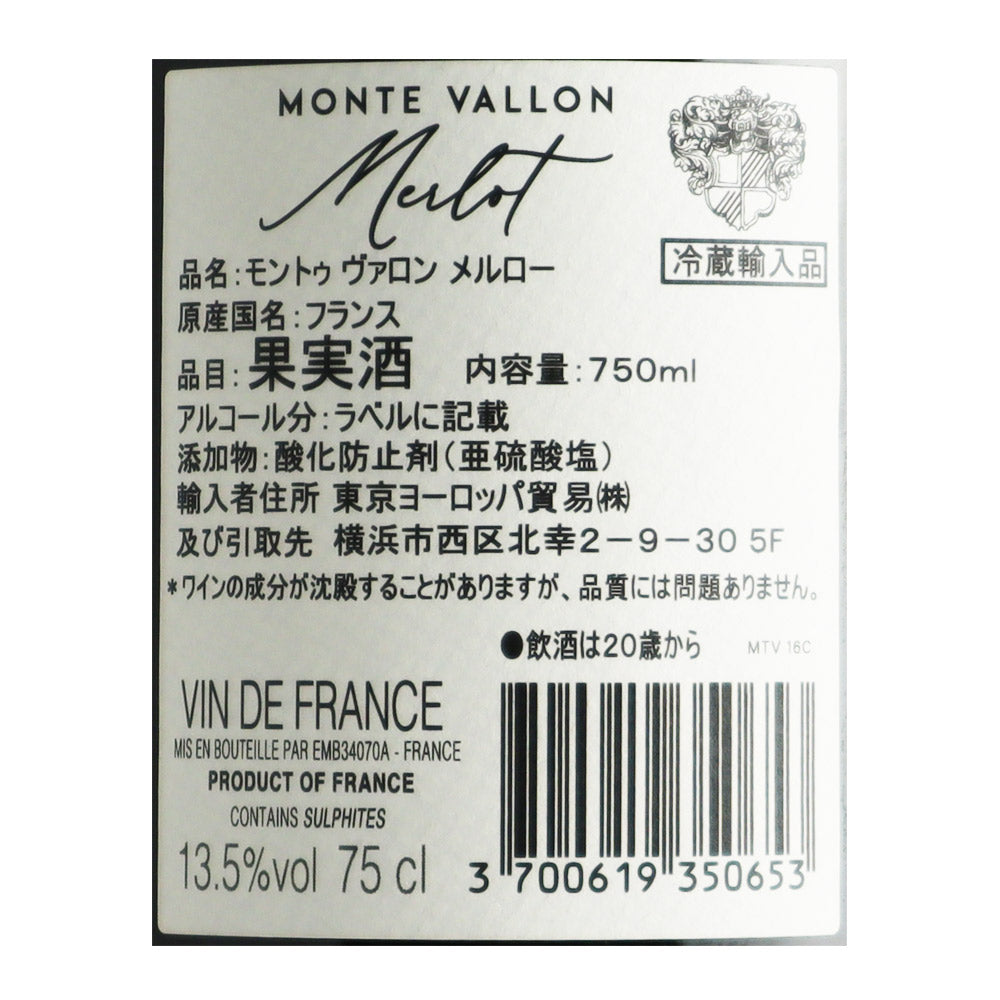 MONTE VALLON
Merlot
冷蔵輸入品
品名:モントゥ ヴァロン メルロー
原産国名:フランス
品目:果実酒 内容量:750ml
アルコール分:ラベルに記載
添加物:酸化防止剤(亜硫酸塩)
輸入者住所 東京ヨーロッパ貿易㈱
及び引取先 横浜市西区北幸2-9-30 5F
*ワインの成分が沈殿することがありますが、品質には問題ありません。
●飲酒は20歳から MTV 16C
VIN DE FRANCE
MIS EN BOUTEILLE PAR EMB34070A - FRANCE
PRODUCT OF FRANCE
CONTAINS SULPHITES
13.5%vol 75 cl
3 700619 350653